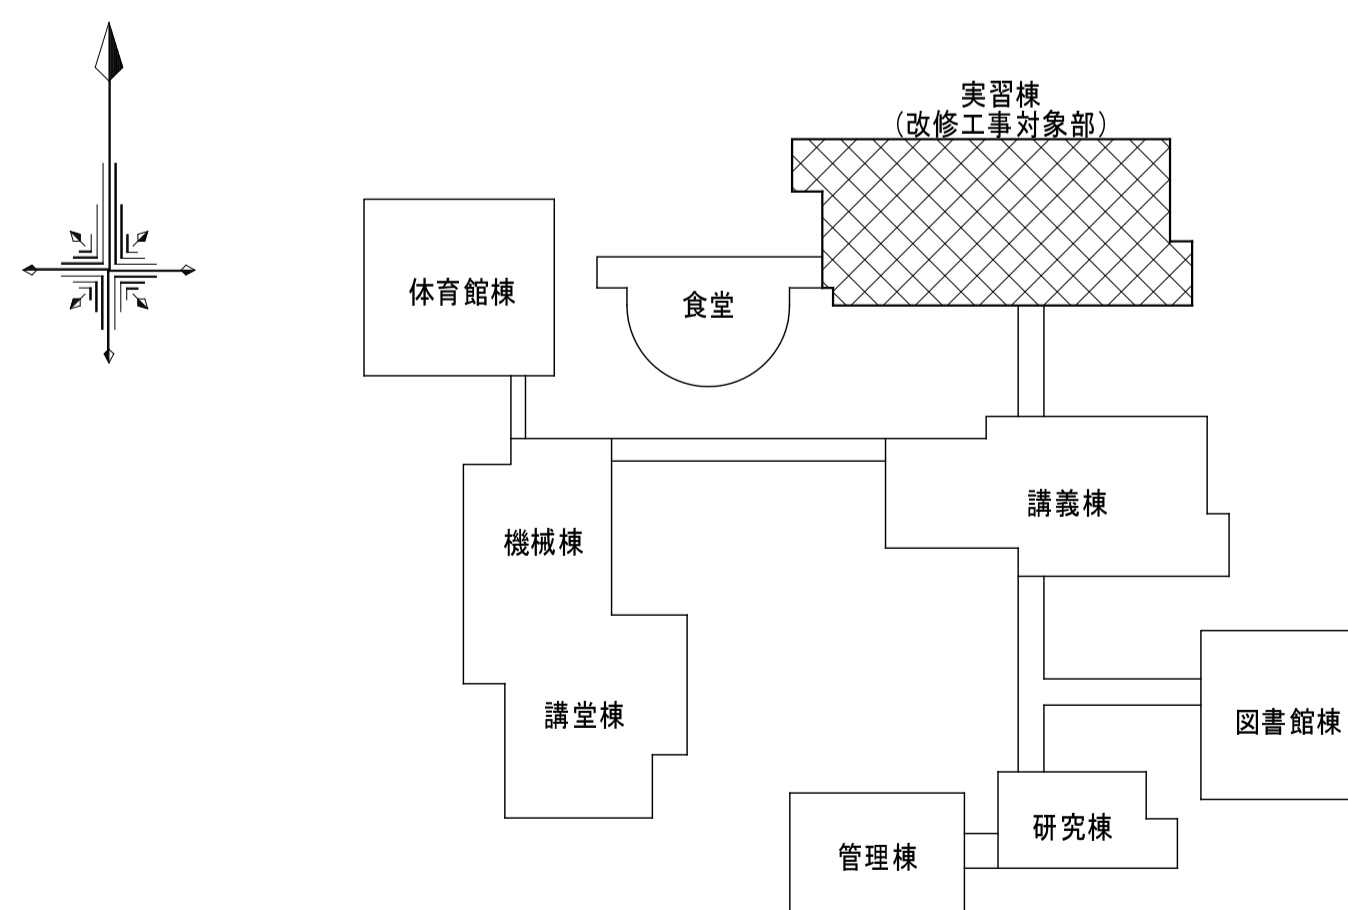 実習棟
（改修工事対象部）
体育館棟
食堂
講義棟
機械棟
講堂棟
図書館棟
研究棟
管理棟